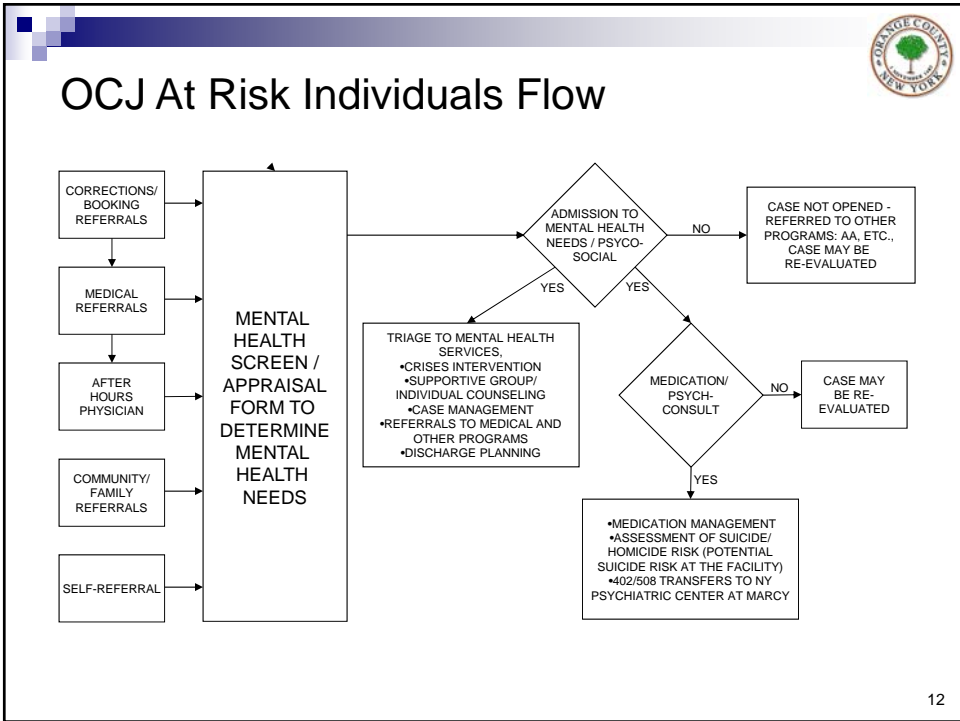 ORANGE COUNTY
NEW YORK
OCJ At Risk Individuals Flow
CORRECTIONS/
BOOKING
REFERRALS
MEDICAL
REFERRALS
AFTER
HOURS
PHYSICIAN
COMMUNITY/
FAMILY
REFERRALS
SELF-REFERRAL
MENTAL
HEALTH
SCREEN /
APPRAISAL
FORM TO
DETERMINE
MENTAL
HEALTH
NEEDS
ADMISSION TO
MENTAL HEALTH
NEEDS / PSYCO-
SOCIAL
NO
CASE NOT OPENED -
REFERRED TO OTHER
PROGRAMS: AA, ETC.,
CASE MAY BE
RE-EVALUATED
YES
YES
TRIAGE TO MENTAL HEALTH
SERVICES,
•CRISES INTERVENTION
•SUPPORTIVE GROUP/
INDIVIDUAL COUNSELING
•CASE MANAGEMENT
•REFERRALS TO MEDICAL AND
OTHER PROGRAMS
•DISCHARGE PLANNING
MEDICATION/
PSYCH-
CONSULT
NO
CASE MAY
BE RE-
EVALUATED
YES
•MEDICATION MANAGEMENT
•ASSESSMENT OF SUICIDE/
HOMICIDE RISK (POTENTIAL
SUICIDE RISK AT THE FACILITY)
•402/508 TRANSFERS TO NY
PSYCHIATRIC CENTER AT MARCY
12